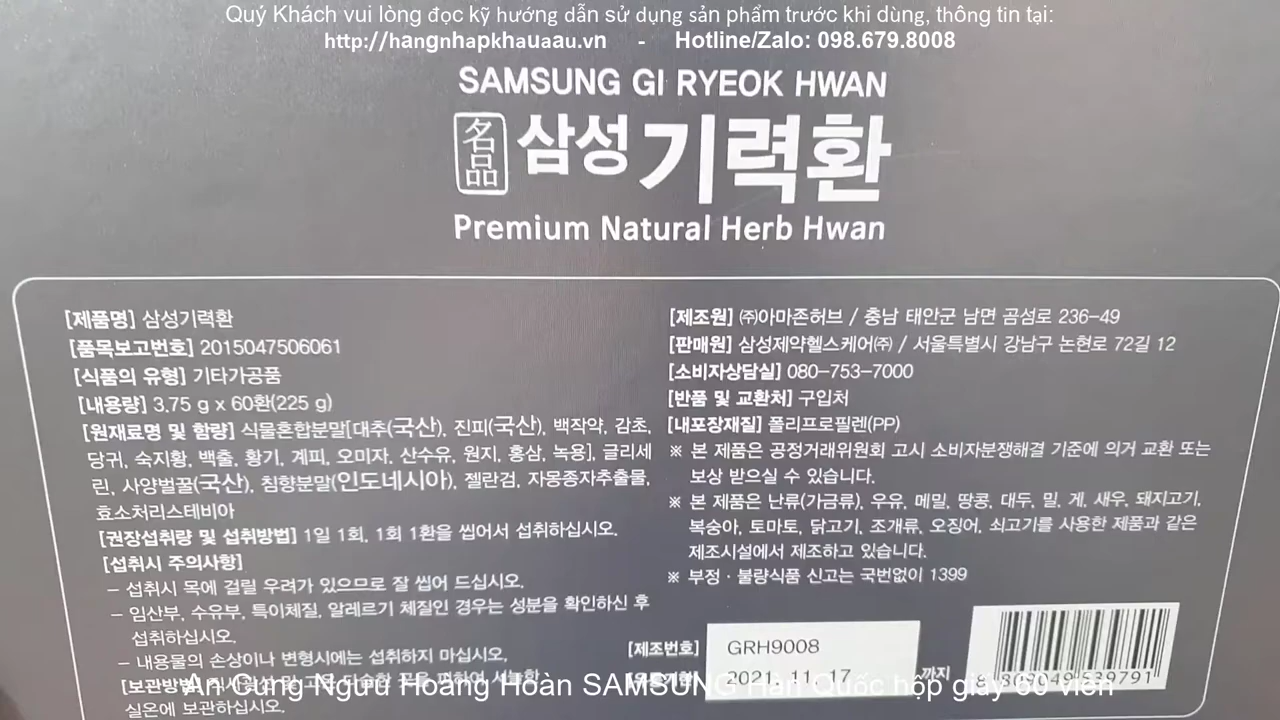 Quý Khách vui lòng đọc kỹ hướng dẫn sử dụng sản phẩm trước khi dùng, thông tin tại:
http://hangnhapkhauaau.vn - Hotline/Zalo: 098.679.8008
SAMSUNG GI RYEOK HWAN
名品 삼성 기력환
Premium Natural Herb Hwan
[제품명] 삼성기력환
[품목보고번호] 2015047506061
[식품의 유형] 기타가공품
[내용량] 3.75 g x 60환(225 g)
[원재료명 및 함량] 식물혼합분말[대추(국산), 진피(국산), 백작약, 감초,
당귀, 숙지황, 백출, 황기, 계피, 오미자, 산수유, 원지, 홍삼, 녹용], 글리세
린, 사양벌꿀(국산), 침향분말(인도네시아), 젤란검, 자몽종자추출물,
효소처리스테비아
[권장섭취량 및 섭취방법] 1일 1회, 1회 1환을 씹어서 섭취하십시오.
[섭취시 주의사항]
- 섭취시 목에 걸릴 우려가 있으므로 잘 씹어 드십시오.
- 임산부, 수유부, 특이체질, 알레르기 체질인 경우는 성분을 확인하신 후
섭취하십시오.
- 내용물의 손상이나 변형시에는 섭취하지 마십시오.
[보관방법]
실온에 보관하십시오.
[제조원] ㈜아마존허브 / 충남 태안군 남면 곰섬로 236-49
[판매원] 삼성제약헬스케어㈜ / 서울특별시 강남구 논현로 72길 12
[소비자상담실] 080-753-7000
[반품 및 교환처] 구입처
[내포장재질] 폴리프로필렌(PP)
※ 본 제품은 공정거래위원회 고시 소비자분쟁해결 기준에 의거 교환 또는
보상 받으실 수 있습니다.
※ 본 제품은 난류(가금류), 우유, 메밀, 땅콩, 대두, 밀, 게, 새우, 돼지고기,
복숭아, 토마토, 닭고기, 조개류, 오징어, 쇠고기를 사용한 제품과 같은
제조시설에서 제조하고 있습니다.
※ 부정 · 불량식품 신고는 국번없이 1399
[제조번호] GRH9008
2021. 11. 17 까지
An Cung Ngưu Hoàng Hoàn SAMSUNG Hàn Quốc hộp giấy 60 viên